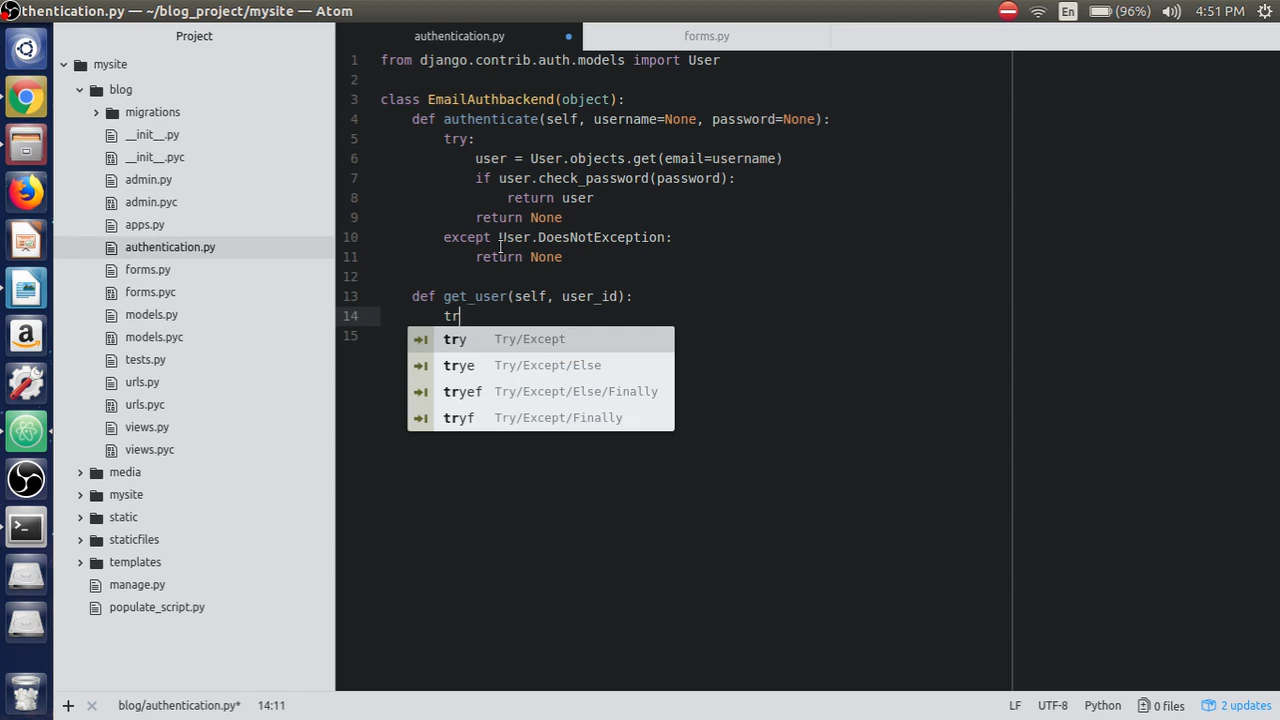 thentication.py — ~/blog_project/mysite — Atom
En
(96%)
4:51 PM
Project
mysite
blog
migrations
__init__.py
__init__.pyc
admin.py
admin.pyc
apps.py
authentication.py
forms.py
forms.pyc
models.py
models.pyc
tests.py
urls.py
urls.pyc
views.py
views.pyc
media
mysite
static
staticfiles
templates
manage.py
populate_script.py
authentication.py
forms.py
1 from django.contrib.auth.models import User
2
3 class EmailAuthbackend(object):
4 def authenticate(self, username=None, password=None):
5 try:
6 user = User.objects.get(email=username)
7 if user.check_password(password):
8 return user
9 return None
10 except User.DoesNotException:
11 return None
12
13 def get_user(self, user_id):
14 tr
15
try Try/Except
trye Try/Except/Else
tryef Try/Except/Else/Finally
tryf Try/Except/Finally
blog/authentication.py* 14:11
LF UTF-8 Python 0 files 2 updates